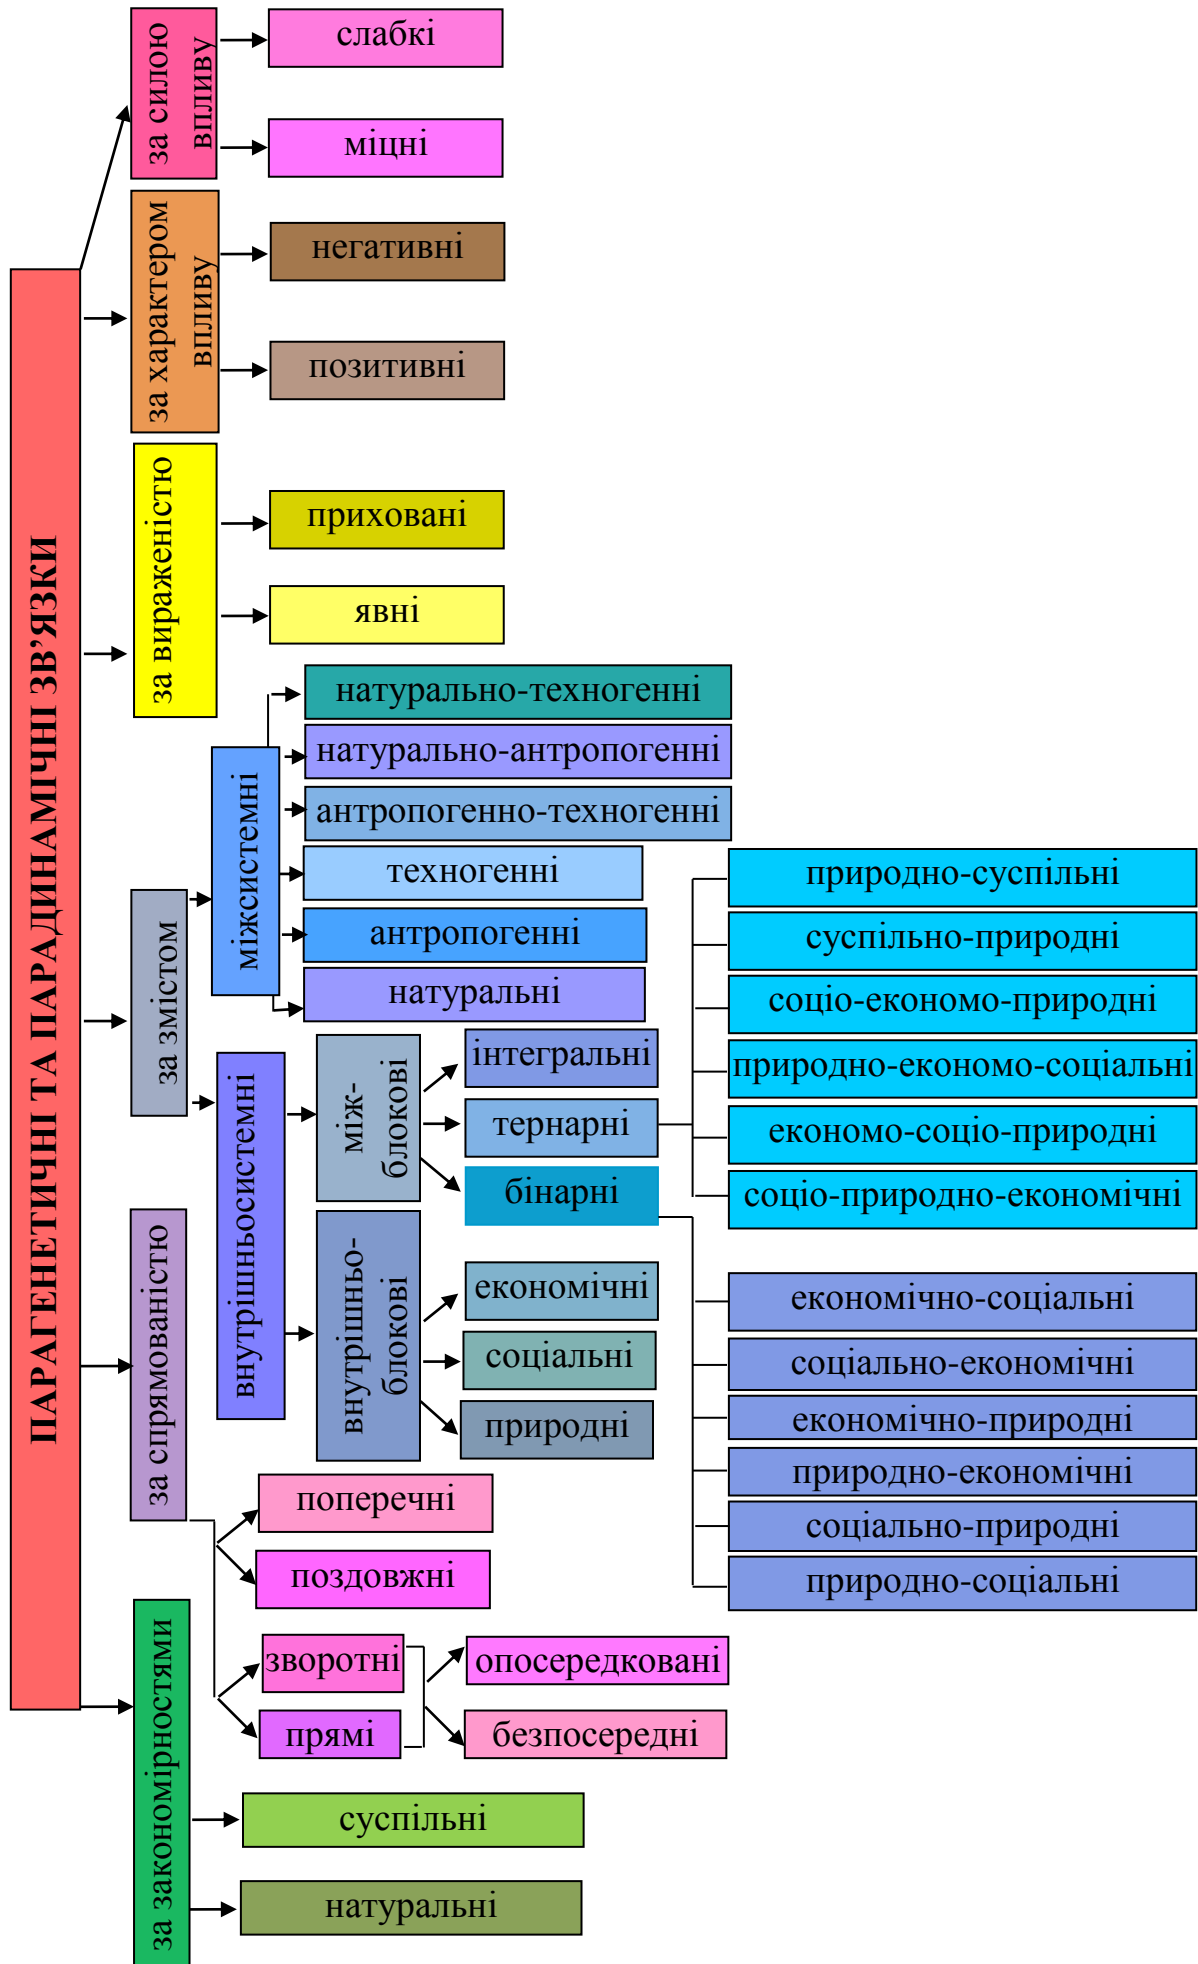 ПАРАГЕНЕТИЧНІ ТА ПАРАДИНАМІЧНІ ЗВ’ЯЗКИ
за силою
впливу
слабкі
міцні
за характером
впливу
негативні
позитивні
за вираженістю
приховані
явні
за змістом
міжсистемні
натурально-техногенні
натурально-антропогенні
антропогенно-техногенні
техногенні
антропогенні
натуральні
внутрішньосистемні
між-
блокові
інтегральні
тернарні
бінарні
природно-суспільні
суспільно-природні
соціо-економо-природні
природно-економо-соціальні
економо-соціо-природні
соціо-природно-економічні
внутрішньо-
блокові
економічні
соціальні
природні
економічно-соціальні
соціально-економічні
економічно-природні
природно-економічні
соціально-природні
природно-соціальні
за спрямованістю
поперечні
поздовжні
зворотні
прямі
опосередковані
безпосередні
за закономірностями
суспільні
натуральні